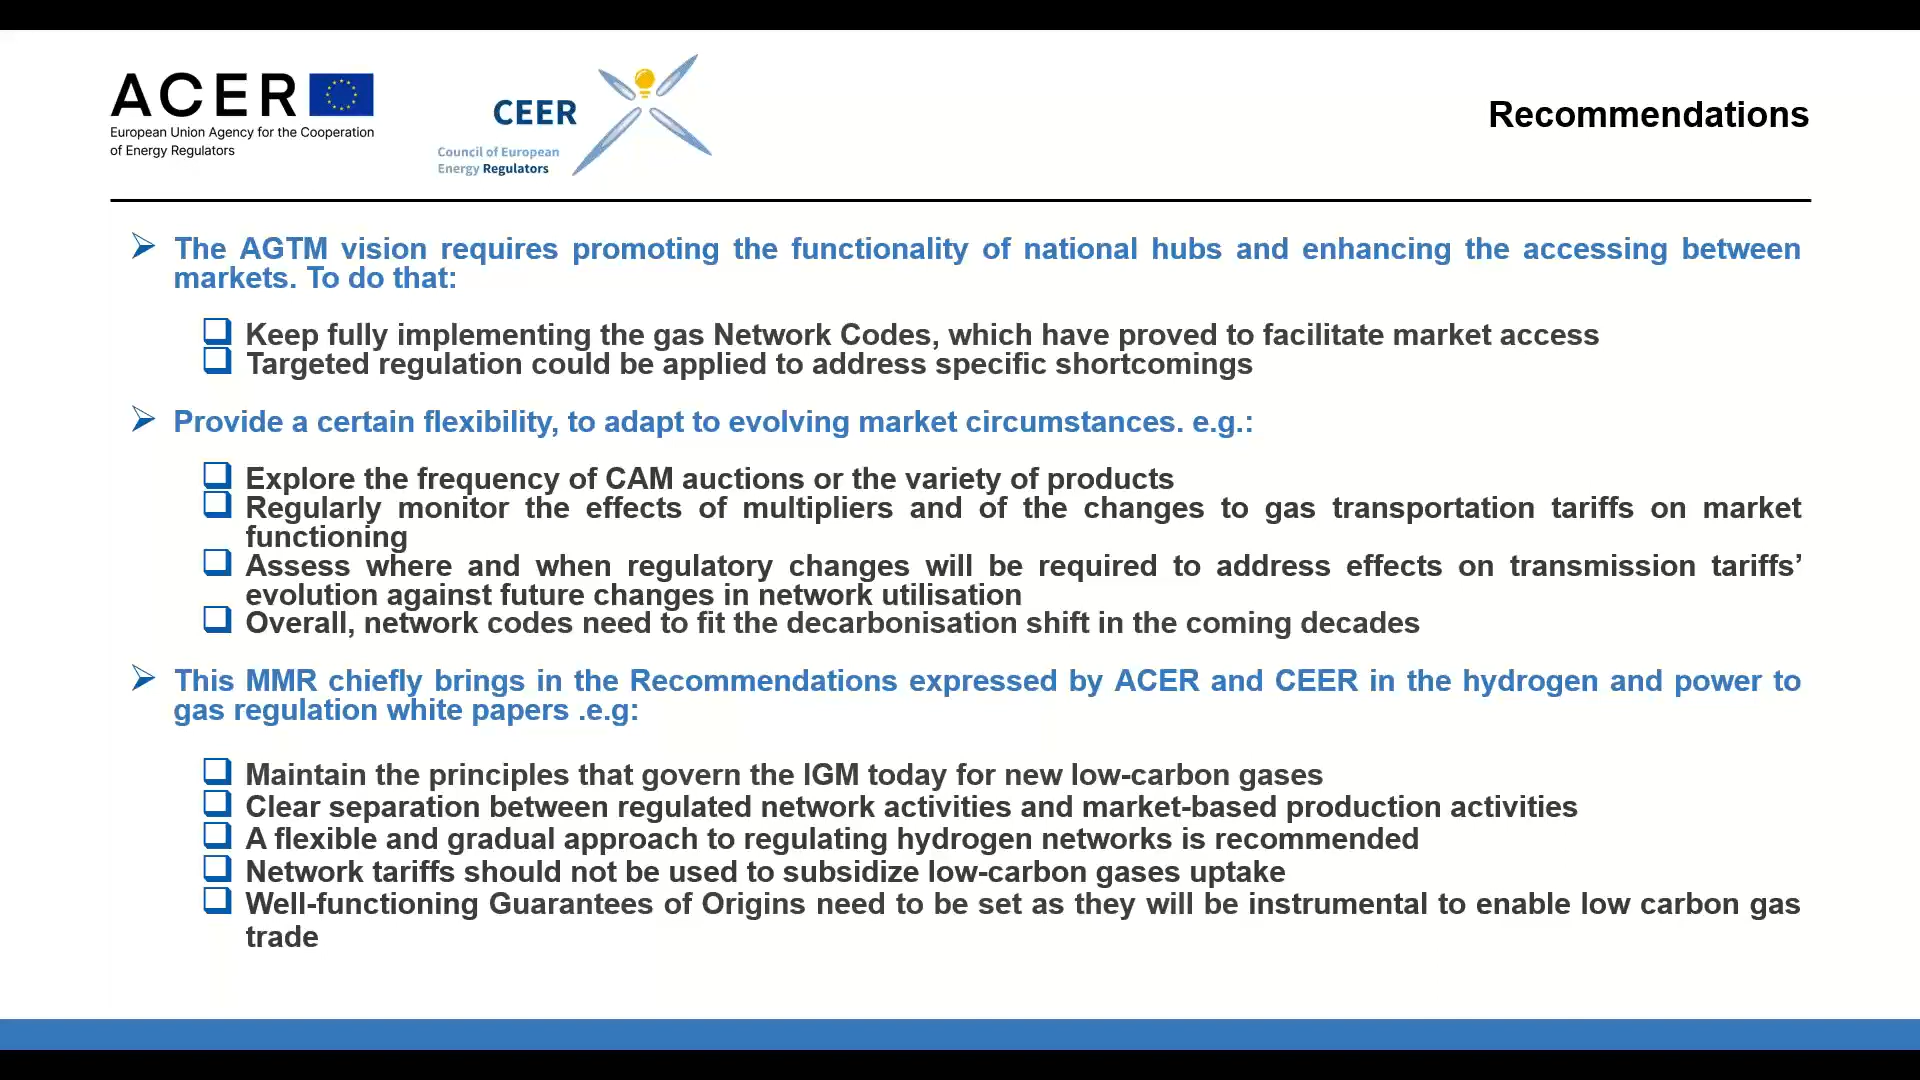 ACER
European Union Agency for the Cooperation
of Energy Regulators
CEER
Council of European
Energy Regulators
Recommendations
The AGTM vision requires promoting the functionality of national hubs and enhancing the accessing between
markets. To do that:
Keep fully implementing the gas Network Codes, which have proved to facilitate market access
Targeted regulation could be applied to address specific shortcomings
Provide a certain flexibility, to adapt to evolving market circumstances. e.g.:
Explore the frequency of CAM auctions or the variety of products
Regularly monitor the effects of multipliers and of the changes to gas transportation tariffs on market
functioning
Assess where and when regulatory changes will be required to address effects on transmission tariffs’
evolution against future changes in network utilisation
Overall, network codes need to fit the decarbonisation shift in the coming decades
This MMR chiefly brings in the Recommendations expressed by ACER and CEER in the hydrogen and power to
gas regulation white papers .e.g:
Maintain the principles that govern the IGM today for new low-carbon gases
Clear separation between regulated network activities and market-based production activities
A flexible and gradual approach to regulating hydrogen networks is recommended
Network tariffs should not be used to subsidize low-carbon gases uptake
Well-functioning Guarantees of Origins need to be set as they will be instrumental to enable low carbon gas
trade